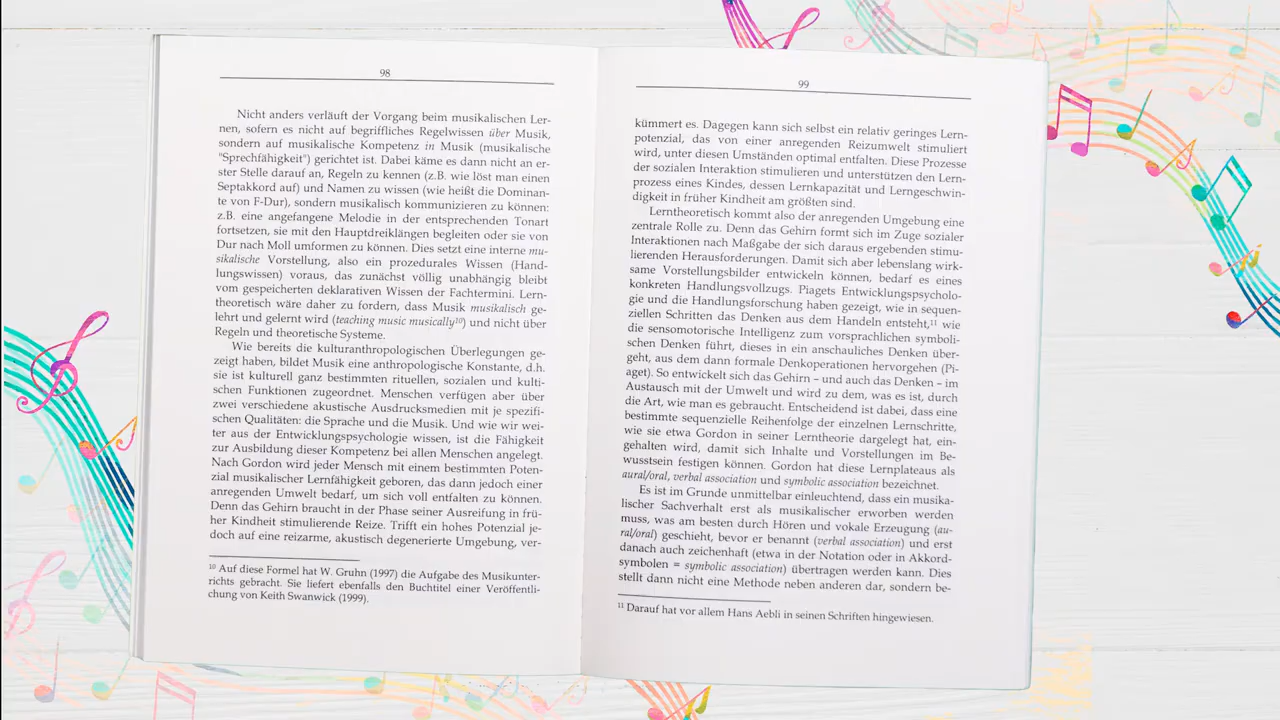 98
Nicht anders verläuft der Vorgang beim musikalischen Ler-
nen, sofern es nicht auf begriffliches Regelwissen über Musik,
sondern auf musikalische Kompetenz in Musik (musikalische
"Sprechfähigkeit") gerichtet ist. Dabei käme es dann nicht an er-
ster Stelle darauf an, Regeln zu kennen (z.B. wie löst man einen
Septakkord auf) und Namen zu wissen (wie heißt die Dominan-
te von F-Dur), sondern musikalisch kommunizieren zu können:
z.B. eine angefangene Melodie in der entsprechenden Tonart
fortsetzen, sie mit den Hauptdreiklängen begleiten oder sie von
Dur nach Moll umformen zu können. Dies setzt eine interne mu-
sikalische Vorstellung, also ein prozedurales Wissen (Hand-
lungswissen) voraus, das zunächst völlig unabhängig bleibt
vom gespeicherten deklarativen Wissen der Fachtermini. Lern-
theoretisch wäre daher zu fordern, dass Musik musikalisch ge-
lehrt und gelernt wird (teaching music musically¹⁰) und nicht über
Regeln und theoretische Systeme.
Wie bereits die kulturanthropologischen Überlegungen ge-
zeigt haben, bildet Musik eine anthropologische Konstante, d.h.
sie ist kulturell ganz bestimmten rituellen, sozialen und kulti-
schen Funktionen zugeordnet. Menschen verfügen aber über
zwei verschiedene akustische Ausdrucksmedien mit je spezifi-
schen Qualitäten: die Sprache und die Musik. Und wie wir wei-
ter aus der Entwicklungspsychologie wissen, ist die Fähigkeit
zur Ausbildung dieser Kompetenz bei allen Menschen angelegt.
Nach Gordon wird jeder Mensch mit einem bestimmten Poten-
zial musikalischer Lernfähigkeit geboren, das dann jedoch einer
anregenden Umwelt bedarf, um sich voll entfalten zu können.
Denn das Gehirn braucht in der Phase seiner Ausreifung in frü-
her Kindheit stimulierende Reize. Trifft ein hohes Potenzial je-
doch auf eine reizarme, akustisch degenerierte Umgebung, ver-
¹⁰ Auf diese Formel hat W. Gruhn (1997) die Aufgabe des Musikunter-
richts gebracht. Sie liefert ebenfalls den Buchtitel einer Veröffentli-
chung von Keith Swanwick (1999).
99
kümmert es. Dagegen kann sich selbst ein relativ geringes Lern-
potenzial, das von einer anregenden Reizumwelt stimuliert
wird, unter diesen Umständen optimal entfalten. Diese Prozesse
der sozialen Interaktion stimulieren und unterstützen den Lern-
prozess eines Kindes, dessen Lernkapazität und Lerngeschwin-
digkeit in früher Kindheit am größten sind.
Lerntheoretisch kommt also der anregenden Umgebung eine
zentrale Rolle zu. Denn das Gehirn formt sich im Zuge sozialer
Interaktionen nach Maßgabe der sich daraus ergebenden stimu-
lierenden Herausforderungen. Damit sich aber lebenslang wirk-
same Vorstellungsbilder entwickeln können, bedarf es eines
konkreten Handlungsvollzugs. Piagets Entwicklungspsycholo-
gie und die Handlungsforschung haben gezeigt, wie in sequen-
ziellen Schritten das Denken aus dem Handeln entsteht,¹¹ wie
die sensomotorische Intelligenz zum vorsprachlichen symboli-
schen Denken führt, dieses in ein anschauliches Denken über-
geht, aus dem dann formale Denkoperationen hervorgehen (Pi-
aget). So entwickelt sich das Gehirn – und auch das Denken – im
Austausch mit der Umwelt und wird zu dem, was es ist, durch
die Art, wie man es gebraucht. Entscheidend ist dabei, dass eine
bestimmte sequenzielle Reihenfolge der einzelnen Lernschritte,
wie sie etwa Gordon in seiner Lerntheorie dargelegt hat, ein-
gehalten wird, damit sich Inhalte und Vorstellungen im Be-
wusstsein festigen können. Gordon hat diese Lernplateaus als
aural/oral, verbal association und symbolic association bezeichnet.
Es ist im Grunde unmittelbar einleuchtend, dass ein musika-
lischer Sachverhalt erst als musikalischer erworben werden
muss, was am besten durch Hören und vokale Erzeugung (au-
ral/oral) geschieht, bevor er benannt (verbal association) und erst
danach auch zeichenhaft (etwa in der Notation oder in Akkord-
symbolen = symbolic association) übertragen werden kann. Dies
stellt dann nicht eine Methode neben anderen dar, sondern be-
¹¹ Darauf hat vor allem Hans Aebli in seinen Schriften hingewiesen.